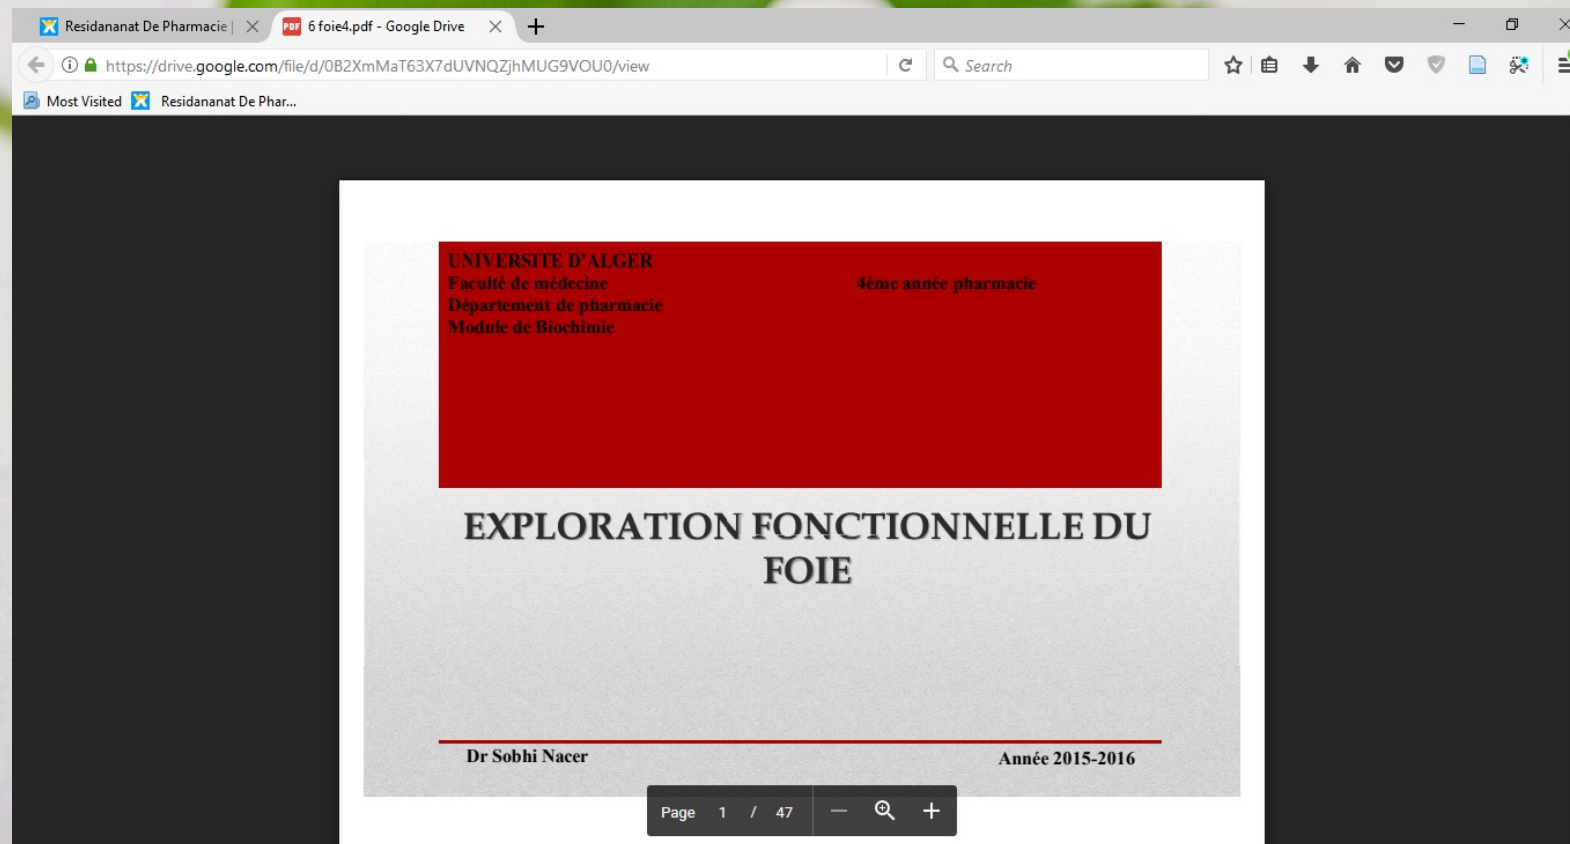 Residananat De Pharmacie |
6 foie4.pdf - Google Drive
https://drive.google.com/file/d/0B2XmMaT63X7dUVNQZjhMUG9VOU0/view
Search
Most Visited
Residananat De Phar...
UNIVERSITE D'ALGER
Faculté de médecine
4éme année pharmacie
Département de pharmacie
Module de Biochimie
EXPLORATION FONCTIONNELLE DU
FOIE
Dr Sobhi Nacer
Année 2015-2016
Page 1 / 47